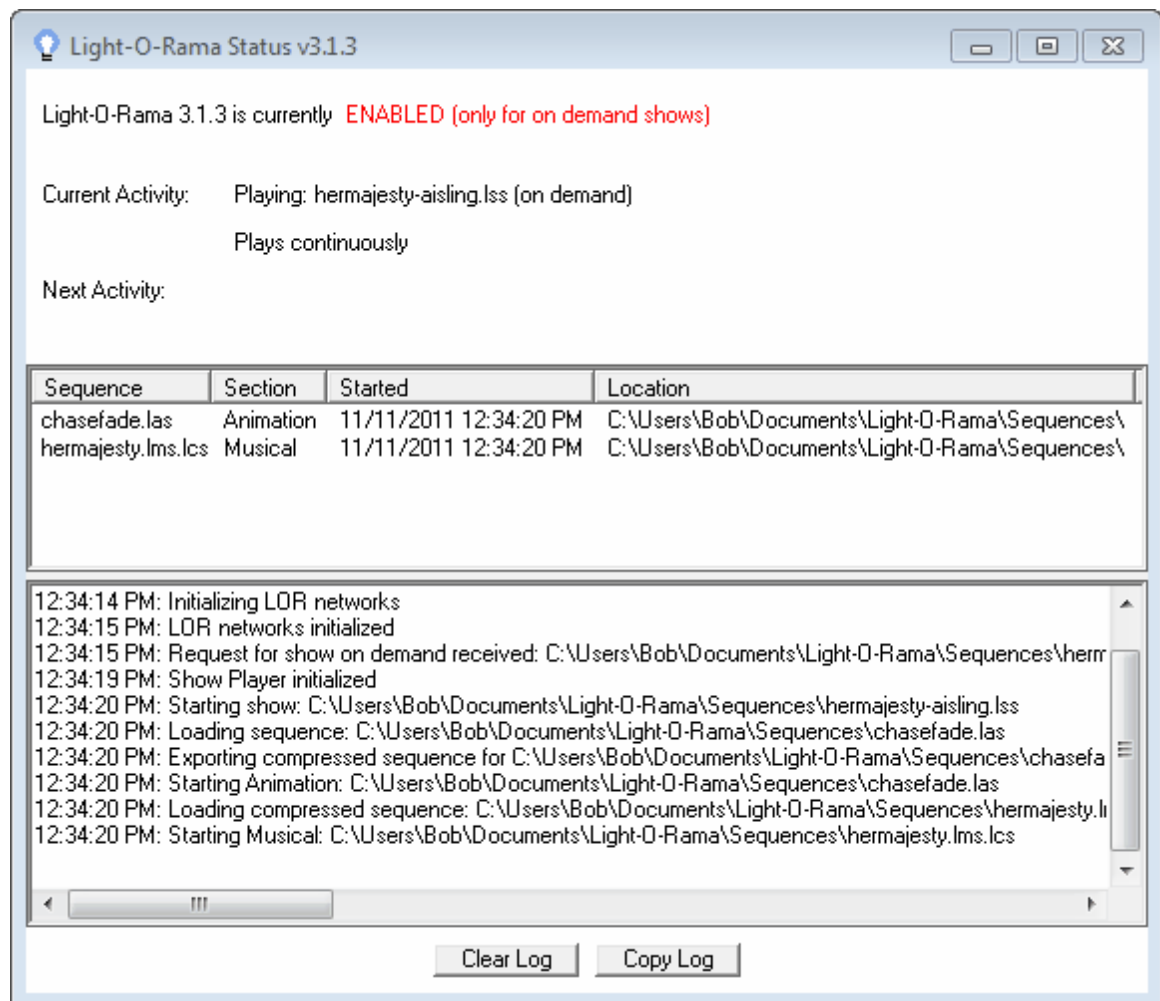 Light-O-Rama Status v3.1.3
Light-O-Rama 3.1.3 is currently ENABLED (only for on demand shows)
Current Activity: Playing: hermajesty-aisling.lss (on demand)
Plays continuously
Next Activity:
Sequence Section Started Location
chasefade.las Animation 11/11/2011 12:34:20 PM C:\Users\Bob\Documents\Light-O-Rama\Sequences\
hermajesty.lms.lcs Musical 11/11/2011 12:34:20 PM C:\Users\Bob\Documents\Light-O-Rama\Sequences\
12:34:14 PM: Initializing LOR networks
12:34:15 PM: LOR networks initialized
12:34:15 PM: Request for show on demand received: C:\Users\Bob\Documents\Light-O-Rama\Sequences\herm
12:34:19 PM: Show Player initialized
12:34:20 PM: Starting show: C:\Users\Bob\Documents\Light-O-Rama\Sequences\hermajesty-aisling.lss
12:34:20 PM: Loading sequence: C:\Users\Bob\Documents\Light-O-Rama\Sequences\chasefade.las
12:34:20 PM: Exporting compressed sequence for C:\Users\Bob\Documents\Light-O-Rama\Sequences\chasefa
12:34:20 PM: Starting Animation: C:\Users\Bob\Documents\Light-O-Rama\Sequences\chasefade.las
12:34:20 PM: Loading compressed sequence: C:\Users\Bob\Documents\Light-O-Rama\Sequences\hermajesty.l
12:34:20 PM: Starting Musical: C:\Users\Bob\Documents\Light-O-Rama\Sequences\hermajesty.lms.lcs
Clear Log Copy Log